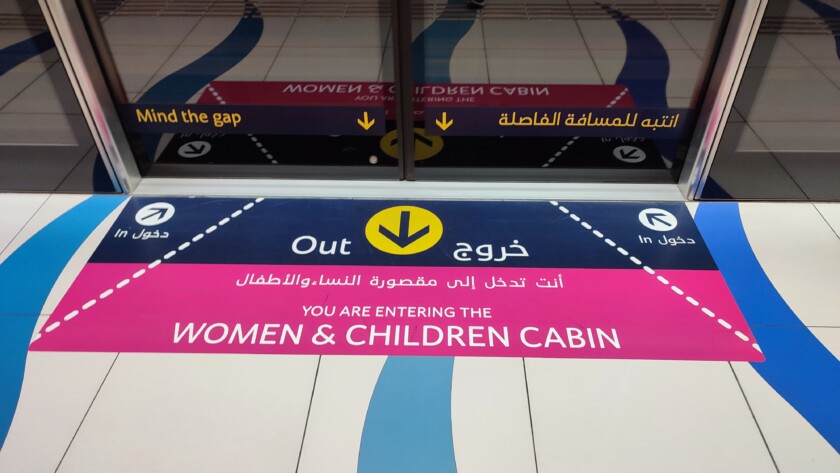 Mind the gap
انتبه للمسافة الفاصلة
In دخول
Out خروج
In دخول
أنت تدخل إلى مقصورة النساء والأطفال
YOU ARE ENTERING THE
WOMEN & CHILDREN CABIN